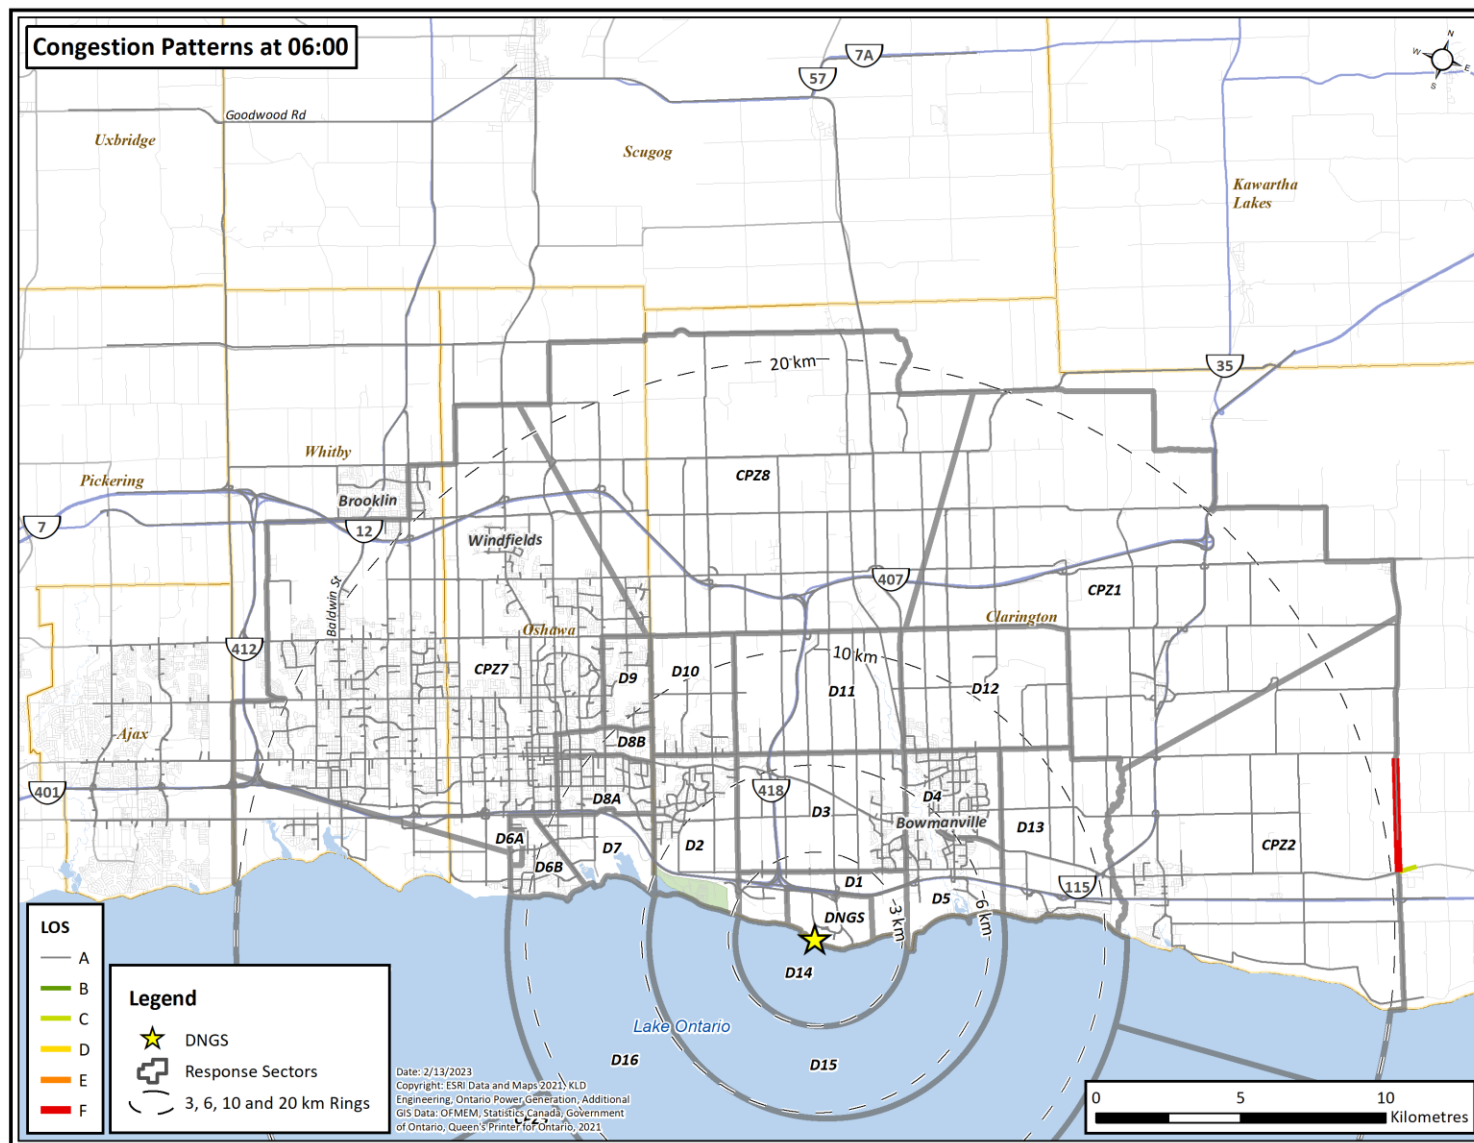 Congestion Patterns at 06:00
N
W
E
S
7A
57
Goodwood Rd
Uxbridge
Scugog
Kawartha
Lakes
20 km
35
Whitby
Pickering
CPZ8
Brooklin
7
12
Windfields
407
CPZ1
Baldwin St
Clarington
Oshawa
412
10 km
CPZ7
D9
D10
D11
D12
Ajax
D8B
401
418
D8A
D4
D3
Bowmanville
D13
D6A
D2
CPZ2
D7
D6B
D1
115
D5
DNGS
3 km
6 km
D14
Lake Ontario
D16
D15
LOS
A
B
C
D
E
F
Legend
DNGS
Response Sectors
3, 6, 10 and 20 km Rings
Date: 2/13/2023
Copyright: ESRI Data and Maps 2021, KLD
Engineering, Ontario Power Generation, Additional
GIS Data: OFMEM, Statistics Canada, Government
of Ontario, Queen's Printer for Ontario, 2021
0
5
10
Kilometres